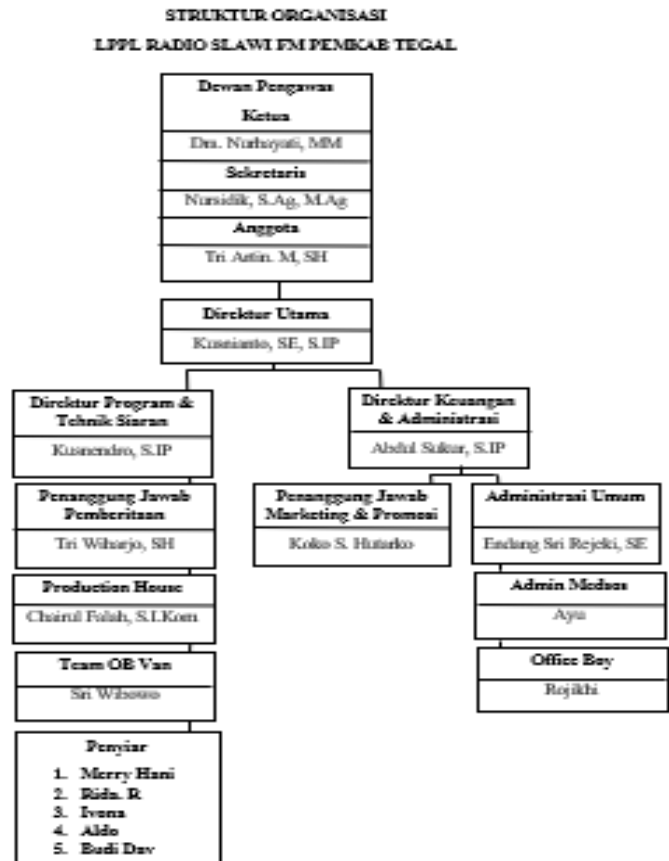 STRUKTUR ORGANISASI
LPPL RADIO SLAWI FM PEMKAB TEGAL
Dewan Pengawas
Ketua
Dra. Nurhayati, MM
Sekretaris
Nursidik, S.Ag, M.Ag
Anggota
Tri Artin. M, SH
Direktur Utama
Kusnianto, SE, S.IP
Direktur Program &
Tehnik Siaran
Kusnendro, S.IP
Direktur Keuangan
& Administrasi
Abdul Sukur, S.IP
Penanggung Jawab
Pemberitaan
Tri Wiharjo, SH
Penanggung Jawab
Marketing & Promosi
Koko S. Hutarko
Administrasi Umum
Endang Sri Rejeki, SE
Production House
Chairul Falah, S.I.Kom
Admin Medsos
Ayu
Team OB Van
Sri Wibowo
Office Boy
Rojikhi
Penyiar
1. Merry Hani
2. Rida. R
3. Ivona
4. Aldo
5. Budi Day